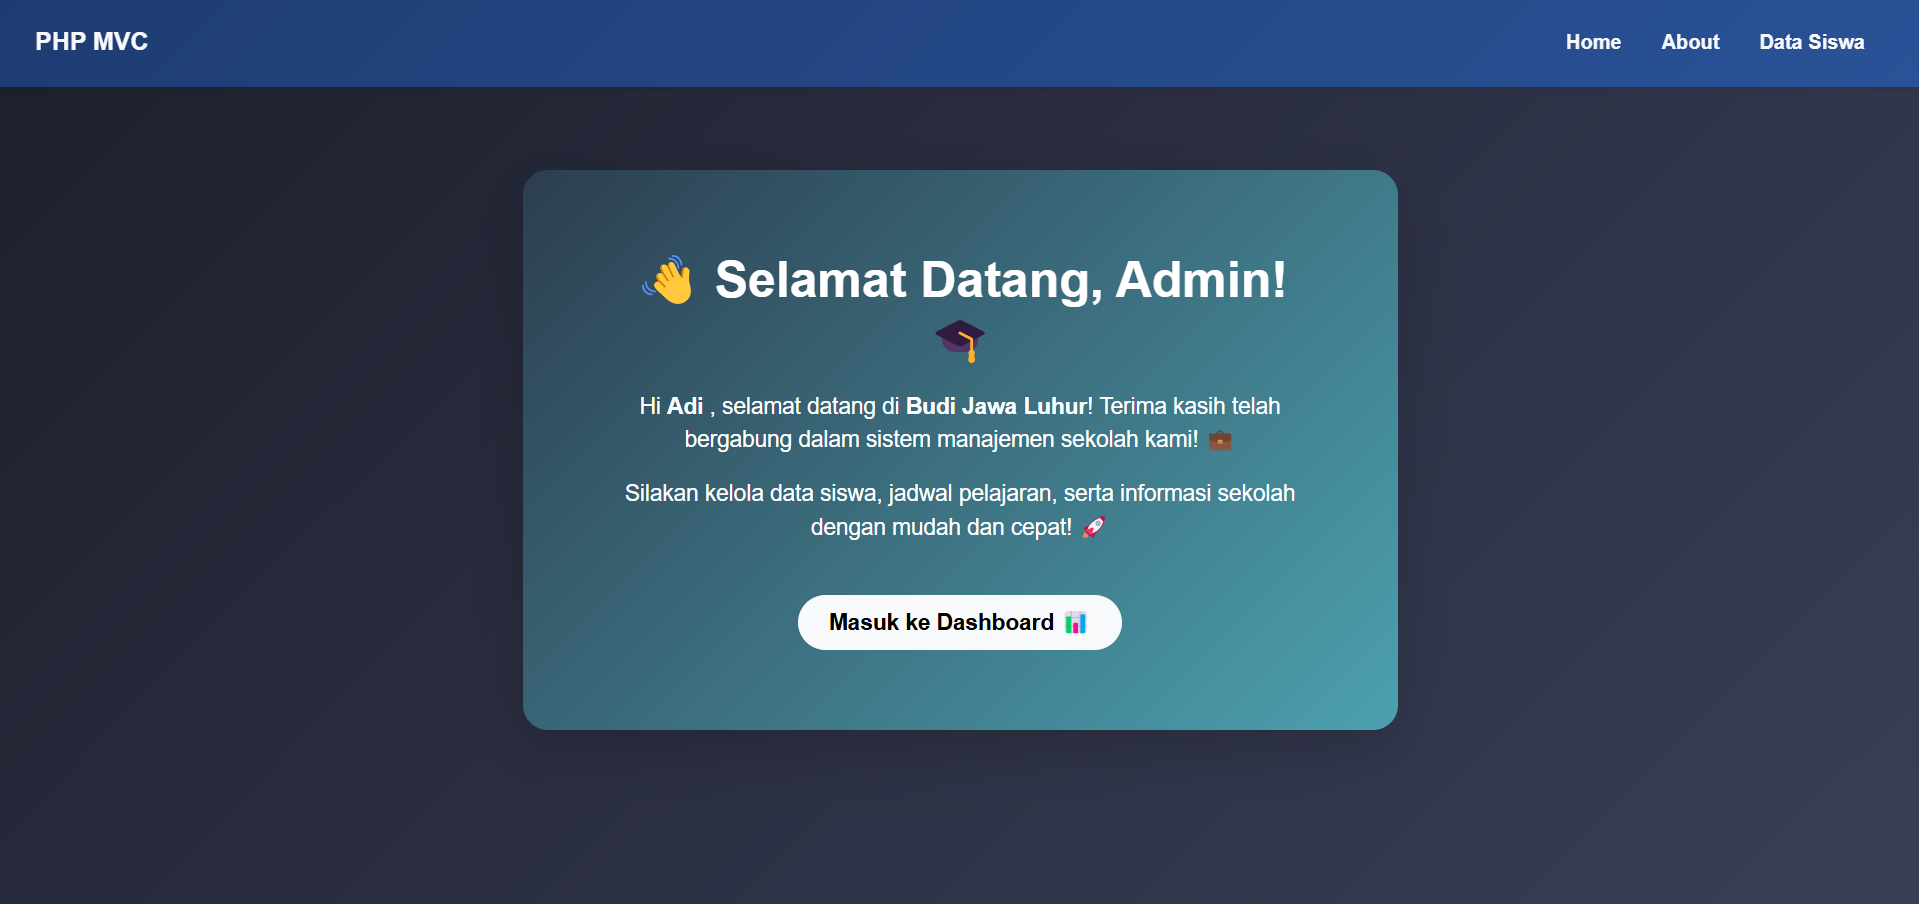 PHP MVC
Home
About
Data Siswa
👋 Selamat Datang, Admin!
🎓
Hi Adi , selamat datang di Budi Jawa Luhur! Terima kasih telah
bergabung dalam sistem manajemen sekolah kami! 💼
Silakan kelola data siswa, jadwal pelajaran, serta informasi sekolah
dengan mudah dan cepat! 🚀
Masuk ke Dashboard 📊